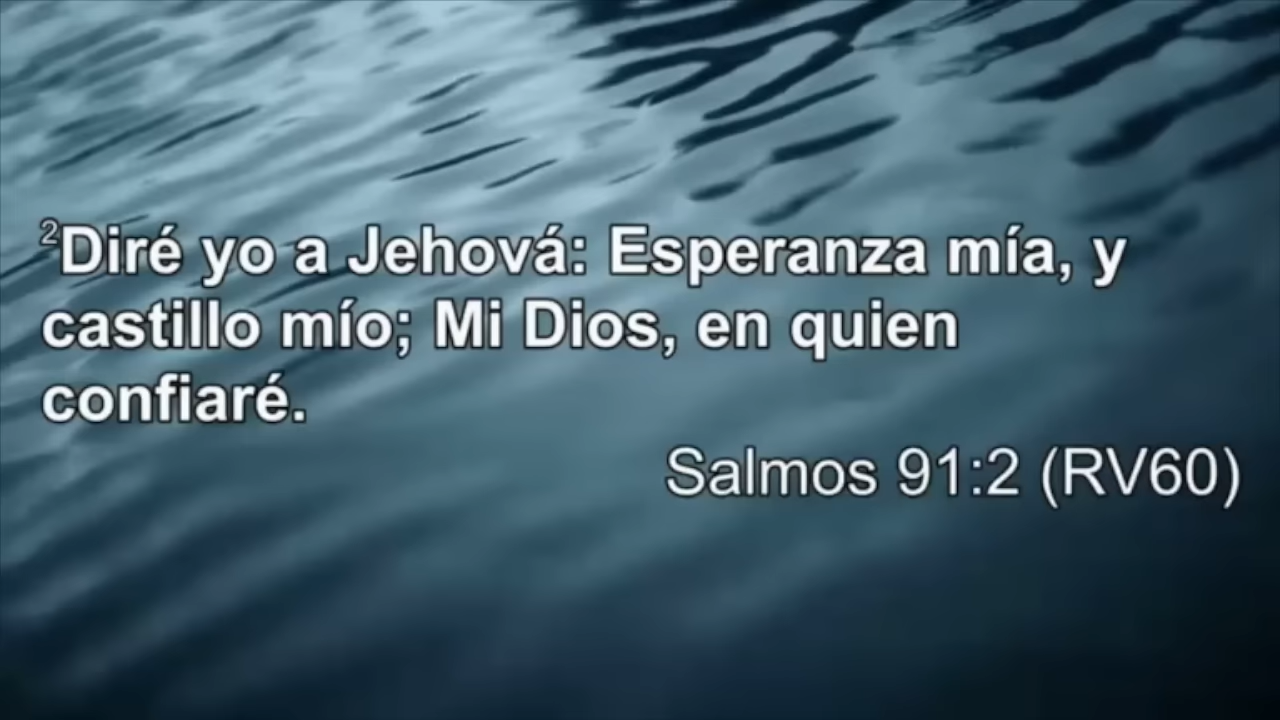 ²Diré yo a Jehová: Esperanza mía, y
castillo mío; Mi Dios, en quien
confiaré.
Salmos 91:2 (RV60)